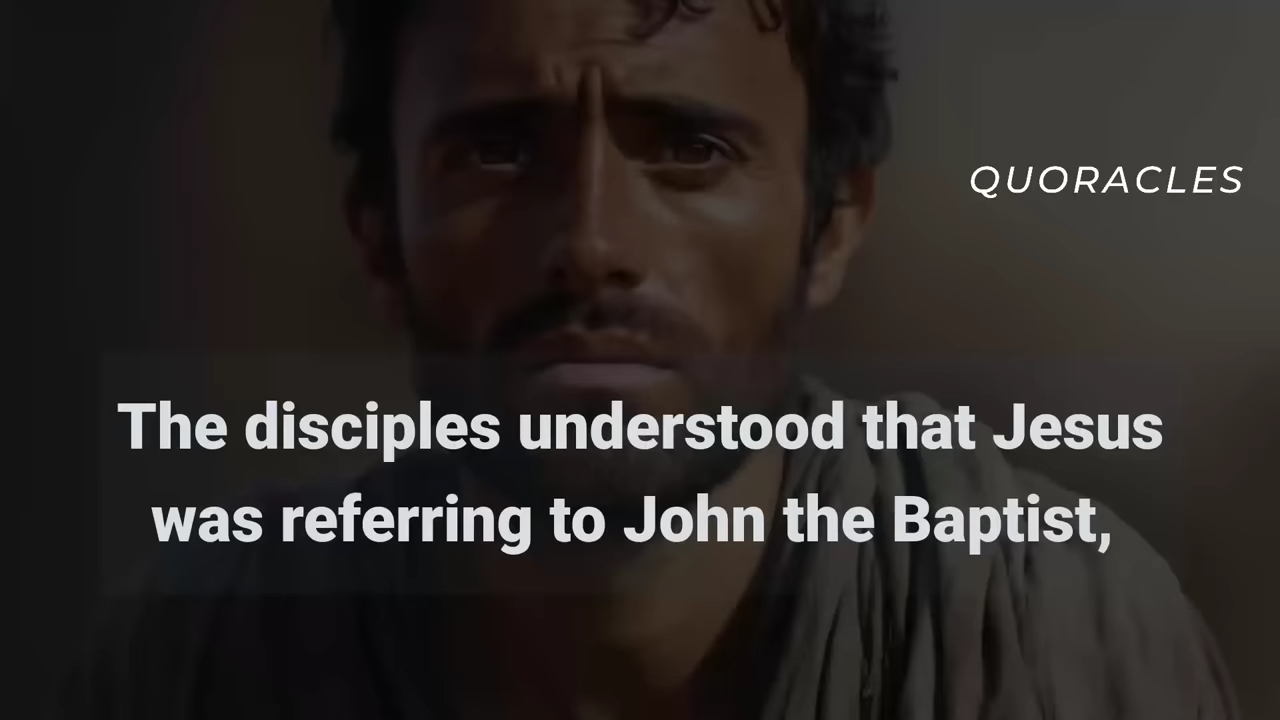 QUORACLES
The disciples understood that Jesus
was referring to John the Baptist,